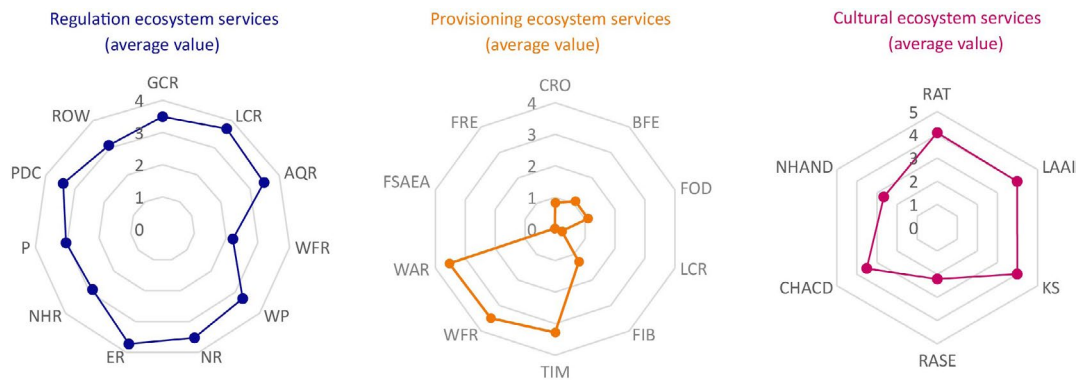 Regulation ecosystem services
(average value)
GCR
LCR
AQR
WFR
WP
NR
ER
NHR
P
PDC
ROW
4
3
2
1
0
Provisioning ecosystem services
(average value)
CRO
BFE
FOD
LCR
FIB
TIM
WFR
WAR
FSAEA
FRE
4
3
2
1
0
Cultural ecosystem services
(average value)
RAT
LAAII
KS
RASE
CHACD
NHAND
5
4
3
2
1
0